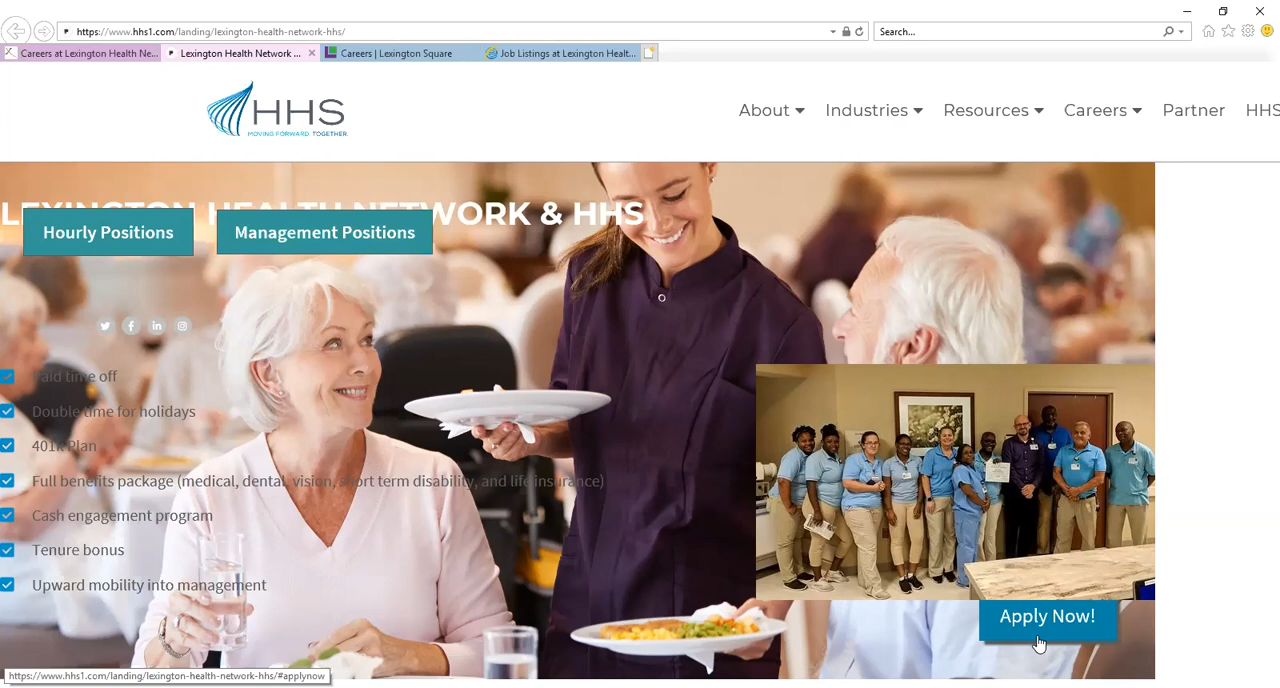 https://www.hhs1.com/landing/lexington-health-network-hhs/
Search...
Careers at Lexington Health Ne...
Lexington Health Network ...
Careers | Lexington Square
Job Listings at Lexington Healt...
HHS
MOVING FORWARD. TOGETHER.
About
Industries
Resources
Careers
Partner
HHS
LEXINGTON HEALTH NETWORK & HHS
Hourly Positions
Management Positions
Paid time off
Double time for holidays
401k Plan
Full benefits package (medical, dental, vision, short term disability, and life insurance)
Cash engagement program
Tenure bonus
Upward mobility into management
Apply Now!
https://www.hhs1.com/landing/lexington-health-network-hhs/#applynow